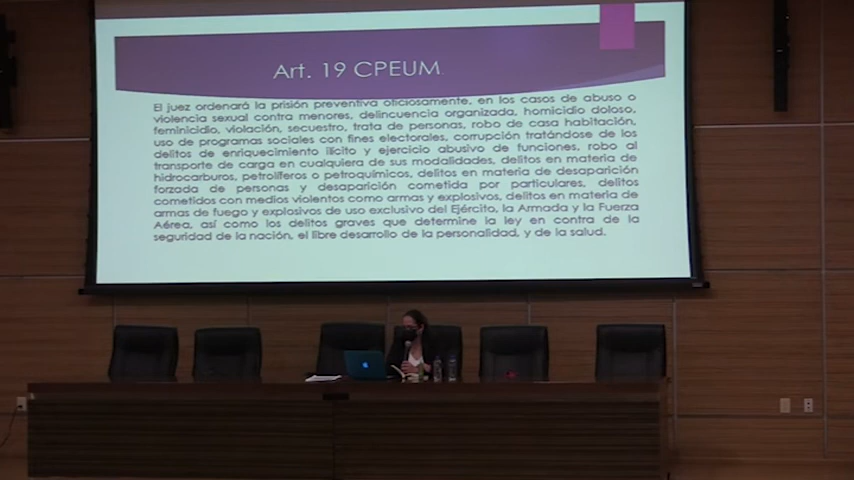 Art. 19 CPEUM
El juez ordenará la prisión preventiva oficiosamente, en los casos de abuso o
violencia sexual contra menores, delincuencia organizada, homicidio doloso,
feminicidio, violación, secuestro, trata de personas, robo de casa habitación,
uso de programas sociales con fines electorales, corrupción tratándose de los
delitos de enriquecimiento ilícito y ejercicio abusivo de funciones, robo al
transporte de carga en cualquiera de sus modalidades, delitos en materia de
hidrocarburos, petrolíferos o petroquímicos, delitos en materia de desaparición
forzada de personas y desaparición cometida por particulares, delitos
cometidos con medios violentos como armas y explosivos, delitos en materia de
armas de fuego y explosivos de uso exclusivo del Ejército, la Armada y la Fuerza
Aérea, así como los delitos graves que determine la ley en contra de la
seguridad de la nación, el libre desarrollo de la personalidad, y de la salud.